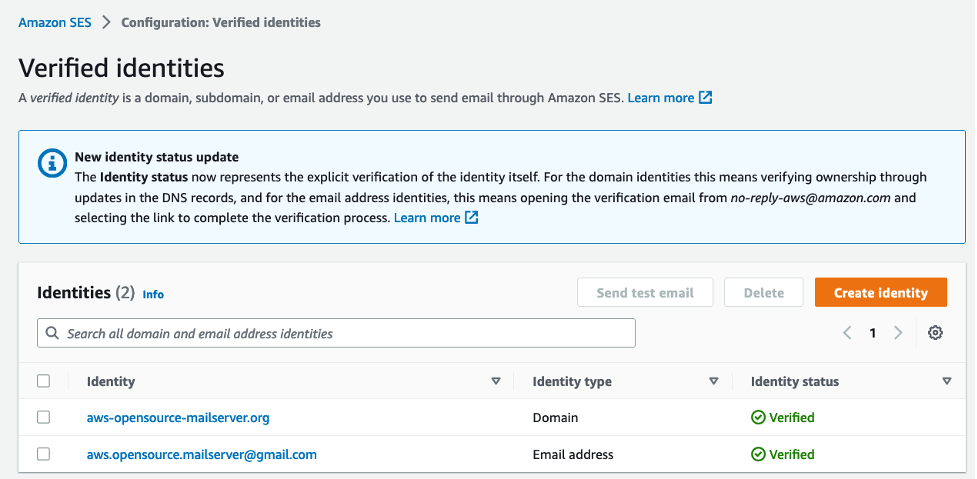 Amazon SES > Configuration: Verified identities
Verified identities
A verified identity is a domain, subdomain, or email address you use to send email through Amazon SES. Learn more
New identity status update
The Identity status now represents the explicit verification of the identity itself. For the domain identities this means verifying ownership through
updates in the DNS records, and for the email address identities, this means opening the verification email from no-reply-aws@amazon.com and
selecting the link to complete the verification process. Learn more
Identities (2) Info Send test email Delete Create identity
Search all domain and email address identities 1
Identity Identity type Identity status
aws-opensource-mailserver.org Domain Verified
aws.opensource.mailserver@gmail.com Email address Verified